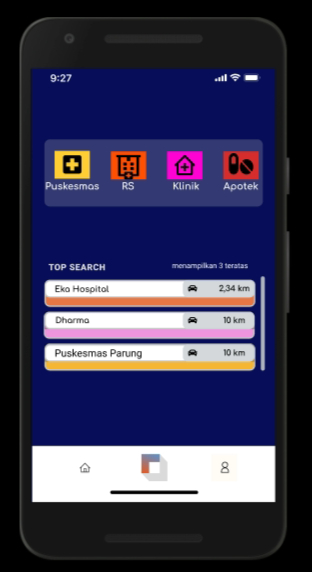 9:27
Puskesmas RS Klinik Apotek
TOP SEARCH menampilkan 3 teratas
Eka Hospital 2,34 km
Dharma 10 km
Puskesmas Parung 10 km